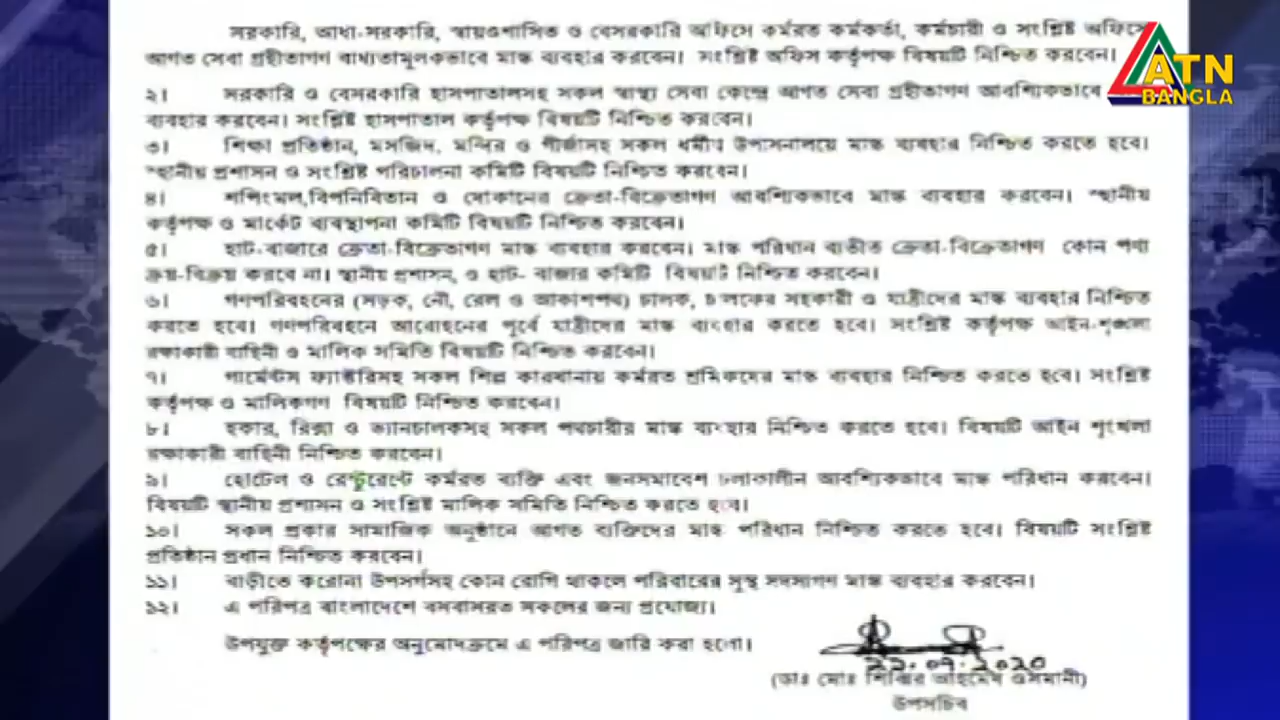 সরকারি, আধা-সরকারি, স্বায়ত্তশাসিত ও বেসরকারি অফিসে কর্মরত কর্মকর্তা, কর্মচারী ও সংশ্লিষ্ট অফিসে
আগত সেবা গ্রহীতাগণ বাধ্যতামূলকভাবে মাস্ক ব্যবহার করবেন। সংশ্লিষ্ট অফিস কর্তৃপক্ষ বিষয়টি নিশ্চিত করবেন।
২। সরকারি ও বেসরকারি হাসপাতালসহ সকল স্বাস্থ্য সেবা কেন্দ্রে আগত সেবা গ্রহীতাগণ আবশ্যিকভাবে
ব্যবহার করবেন। সংশ্লিষ্ট হাসপাতাল কর্তৃপক্ষ বিষয়টি নিশ্চিত করবেন।
৩। শিক্ষা প্রতিষ্ঠান, মসজিদ, মন্দির ও গীর্জাসহ সকল ধর্মীয় উপাসনালয়ে মাস্ক ব্যবহার নিশ্চিত করতে হবে।
স্থানীয় প্রশাসন ও সংশ্লিষ্ট পরিচালনা কমিটি বিষয়টি নিশ্চিত করবেন।
৪। শপিংমল,বিপনিবিতান ও দোকানের ক্রেতা-বিক্রেতাগণ আবশ্যিকভাবে মাস্ক ব্যবহার করবেন। স্থানীয়
কর্তৃপক্ষ ও মার্কেট ব্যবস্থাপনা কমিটি বিষয়টি নিশ্চিত করবেন।
৫। হাট-বাজারে ক্রেতা-বিক্রেতাগণ মাস্ক ব্যবহার করবেন। মাস্ক পরিধান ব্যতীত ক্রেতা-বিক্রেতাগণ কোন পণ্য
ক্রয়-বিক্রয় করবে না। স্থানীয় প্রশাসন, ও হাট- বাজার কমিটি বিষয়টি নিশ্চিত করবেন।
৬। গণপরিবহনের (সড়ক, নৌ, রেল ও আকাশপথ) চালক, চালকের সহকারী ও যাত্রীদের মাস্ক ব্যবহার নিশ্চিত
করতে হবে। গণপরিবহনে আরোহনের পূর্বে যাত্রীদের মাস্ক ব্যবহার করতে হবে। সংশ্লিষ্ট কর্তৃপক্ষ আইন-শৃঙ্খলা
রক্ষাকারী বাহিনী ও মালিক সমিতি বিষয়টি নিশ্চিত করবেন।
৭। গার্মেন্টস ফ্যাক্টরিসহ সকল শিল্প কারখানায় কর্মরত শ্রমিকদের মাস্ক ব্যবহার নিশ্চিত করতে হবে। সংশ্লিষ্ট
কর্তৃপক্ষ ও মালিকগণ বিষয়টি নিশ্চিত করবেন।
৮। হকার, রিক্সা ও ভ্যানচালকসহ সকল পথচারীর মাস্ক ব্যবহার নিশ্চিত করতে হবে। বিষয়টি আইন শৃংখলা
রক্ষাকারী বাহিনী নিশ্চিত করবেন।
৯। হোটেল ও রেস্টুরেন্টে কর্মরত ব্যক্তি এবং জনসমাবেশ চলাকালীন আবশ্যিকভাবে মাস্ক পরিধান করবেন।
বিষয়টি স্থানীয় প্রশাসন ও সংশ্লিষ্ট মালিক সমিতি নিশ্চিত করতে হবে।
১০। সকল প্রকার সামাজিক অনুষ্ঠানে আগত ব্যক্তিদের মাস্ক পরিধান নিশ্চিত করতে হবে। বিষয়টি সংশ্লিষ্ট
প্রতিষ্ঠান প্রধান নিশ্চিত করবেন।
১১। বাড়ীতে করোনা উপসর্গসহ কোন রোগি থাকলে পরিবারের সুস্থ সদস্যগণ মাস্ক ব্যবহার করবেন।
১২। এ পরিপত্র বাংলাদেশে বসবাসরত সকলের জন্য প্রযোজ্য।
উপযুক্ত কর্তৃপক্ষের অনুমোদক্রমে এ পরিপত্র জারি করা হলো।
(ডাঃ মোঃ শিব্বির আহমেদ ওসমানী)
উপসচিব
ATN
BANGLA